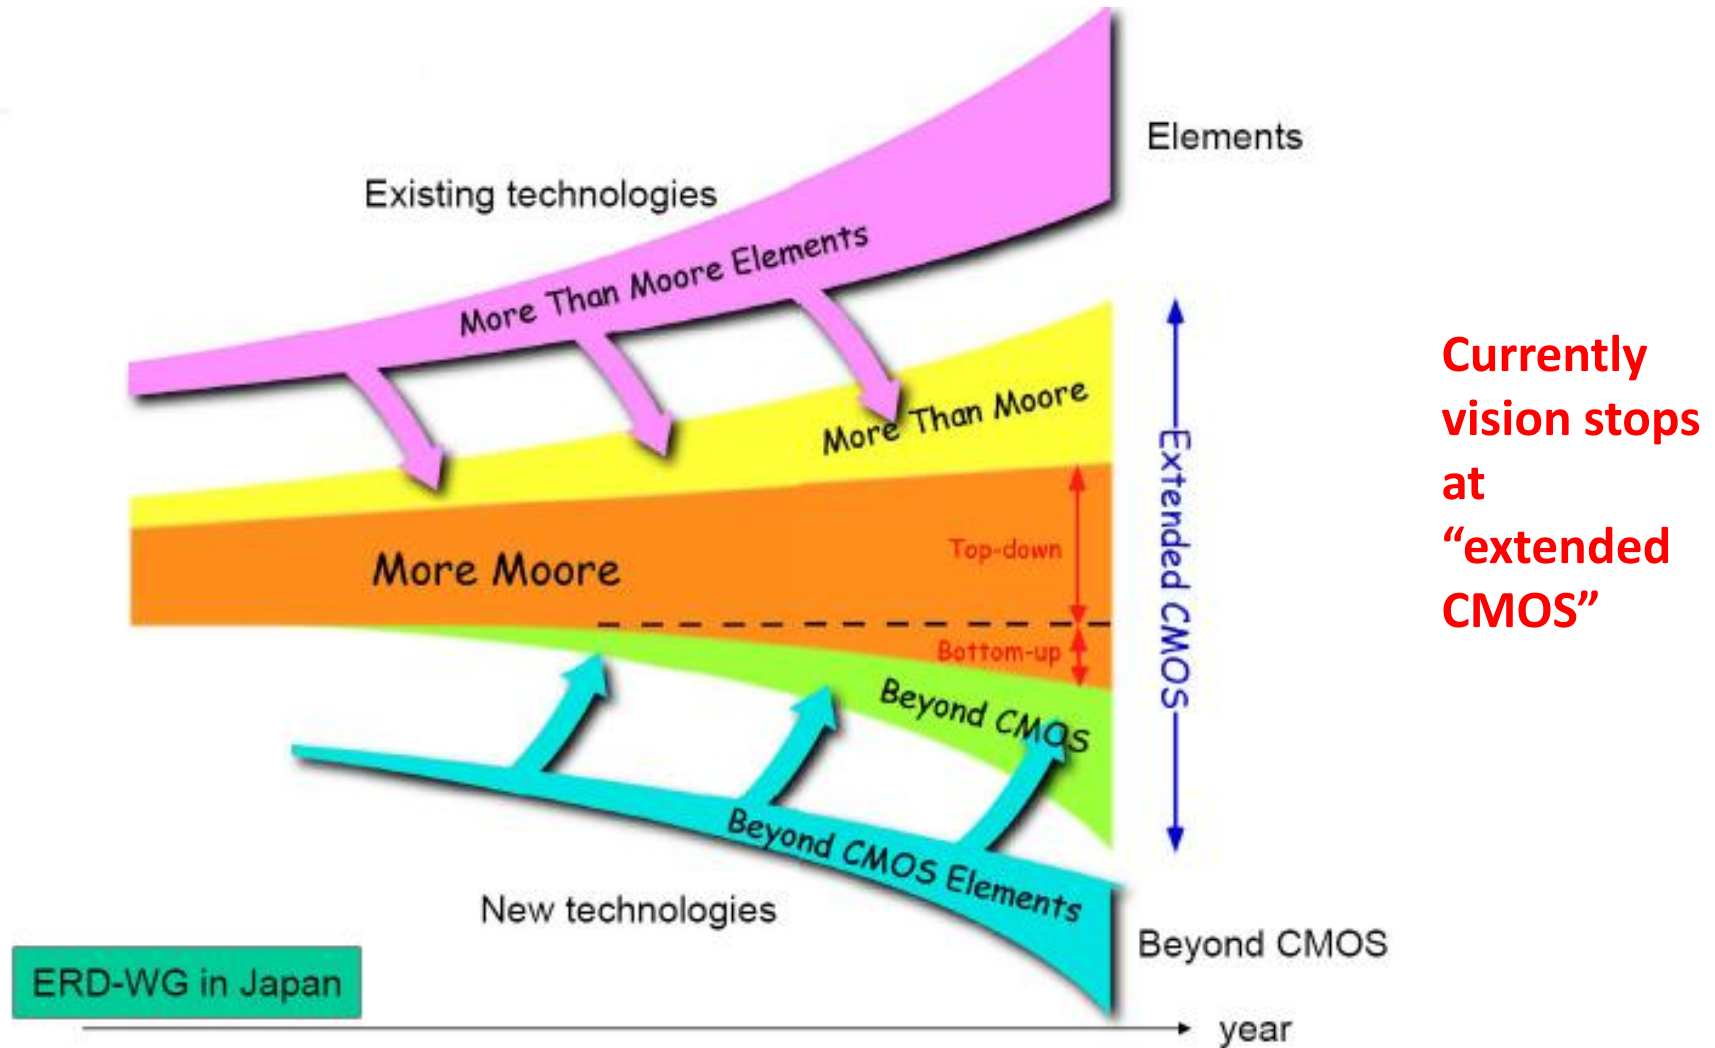 Elements
Existing technologies
More Than Moore Elements
More Than Moore
Extended CMOS
Currently
vision stops
at
“extended
CMOS”
Top-down
More Moore
Bottom-up
Beyond CMOS
Beyond CMOS Elements
New technologies
Beyond CMOS
ERD-WG in Japan
year